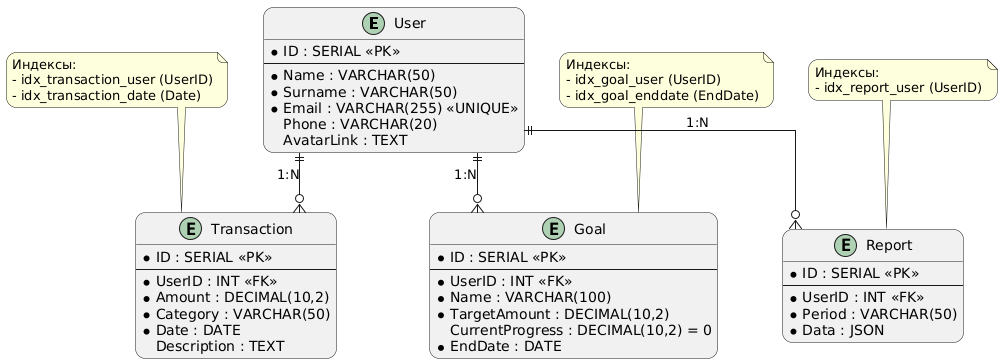 E User
ID : SERIAL «PK»
Name : VARCHAR(50)
Surname : VARCHAR(50)
Email : VARCHAR(255) «UNIQUE»
Phone : VARCHAR(20)
AvatarLink : TEXT
Индексы:
- idx_transaction_user (UserID)
- idx_transaction_date (Date)
Индексы:
- idx_goal_user (UserID)
- idx_goal_enddate (EndDate)
Индексы:
- idx_report_user (UserID)
1:N
1:N
1:N
E Transaction
ID : SERIAL «PK»
UserID : INT «FK»
Amount : DECIMAL(10,2)
Category : VARCHAR(50)
Date : DATE
Description : TEXT
E Goal
ID : SERIAL «PK»
UserID : INT «FK»
Name : VARCHAR(100)
TargetAmount : DECIMAL(10,2)
CurrentProgress : DECIMAL(10,2) = 0
EndDate : DATE
E Report
ID : SERIAL «PK»
UserID : INT «FK»
Period : VARCHAR(50)
Data : JSON